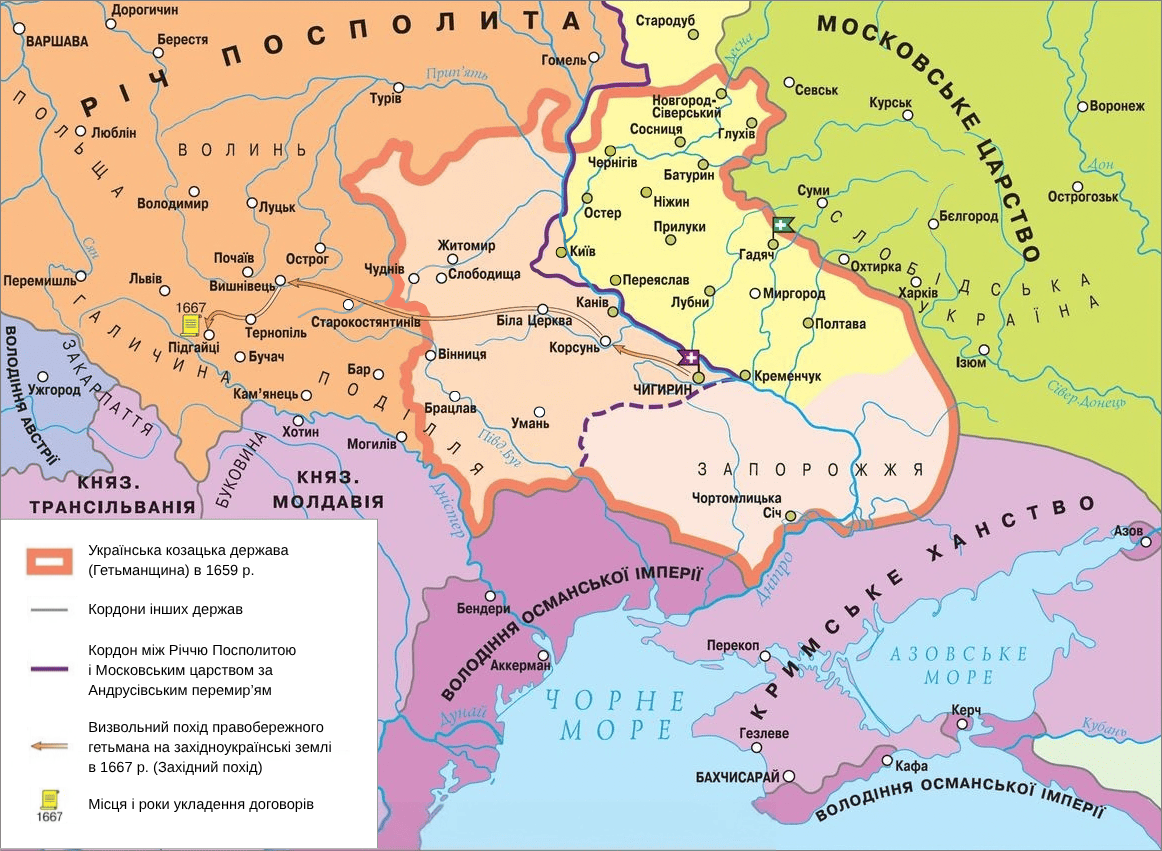 РІЧ ПОСПОЛИТА
МОСКОВСЬКЕ ЦАРСТВО
Дорогичин
ВАРШАВА
Берестя
Стародуб
Гомель
Десна
Прип'ять
Турів
Севськ
Курськ
Воронеж
Новгород-
Сіверський
Сосниця
Глухів
ПОЛЬЩА
Люблін
ВОЛИНЬ
Чернігів
Батурин
Дон
Острогозьк
Володимир
Луцьк
Остер
Ніжин
Суми
Бєлгород
Прилуки
СЛОБІДСЬКА
УКРАЇНА
Сян
Острог
Почаїв
Вишнівець
Житомир
Чуднів
Слободища
Київ
Гадяч
Охтирка
Харків
Перемишль
Львів
Переяслав
Лубни
Миргород
ГАЛИЧИНА
1667
Підгайці
Тернопіль
Старокостянтинів
Біла Церква
Канів
Полтава
Корсунь
Бучач
Вінниця
Ізюм
ВОЛОДІННЯ АВСТРІЇ
ЗАКАРПАТТЯ
Ужгород
Кам'янець
Бар
ПОДІЛЛЯ
ЧИГИРИН
Кременчук
Сівер.Донець
Брацлав
Умань
Хотин
Могилів
Півд.Буг
БУКОВИНА
КНЯЗ.
ТРАНСІЛЬВАНІЯ
КНЯЗ.
МОЛДАВІЯ
Дністер
ЗАПОРОЖЖЯ
Чортомлицька
Січ
КРИМСЬКЕ ХАНСТВО
Азов
Дніпро
ВОЛОДІННЯ ОСМАНСЬКОЇ ІМПЕРІЇ
Бендери
Аккерман
Перекоп
АЗОВСЬКЕ
МОРЕ
ЧОРНЕ
МОРЕ
Дунай
Керч
Кубань
Гезлеве
БАХЧИСАРАЙ
Кафа
ВОЛОДІННЯ ОСМАНСЬКОЇ ІМПЕРІЇ
Українська козацька держава
(Гетьманщина) в 1659 р.
Кордони інших держав
Кордон між Річчю Посполитою
і Московським царством за
Андрусівським перемир'ям
Визвольний похід правобережного
гетьмана на західноукраїнські землі
в 1667 р. (Західний похід)
1667
Місця і роки укладення договорів